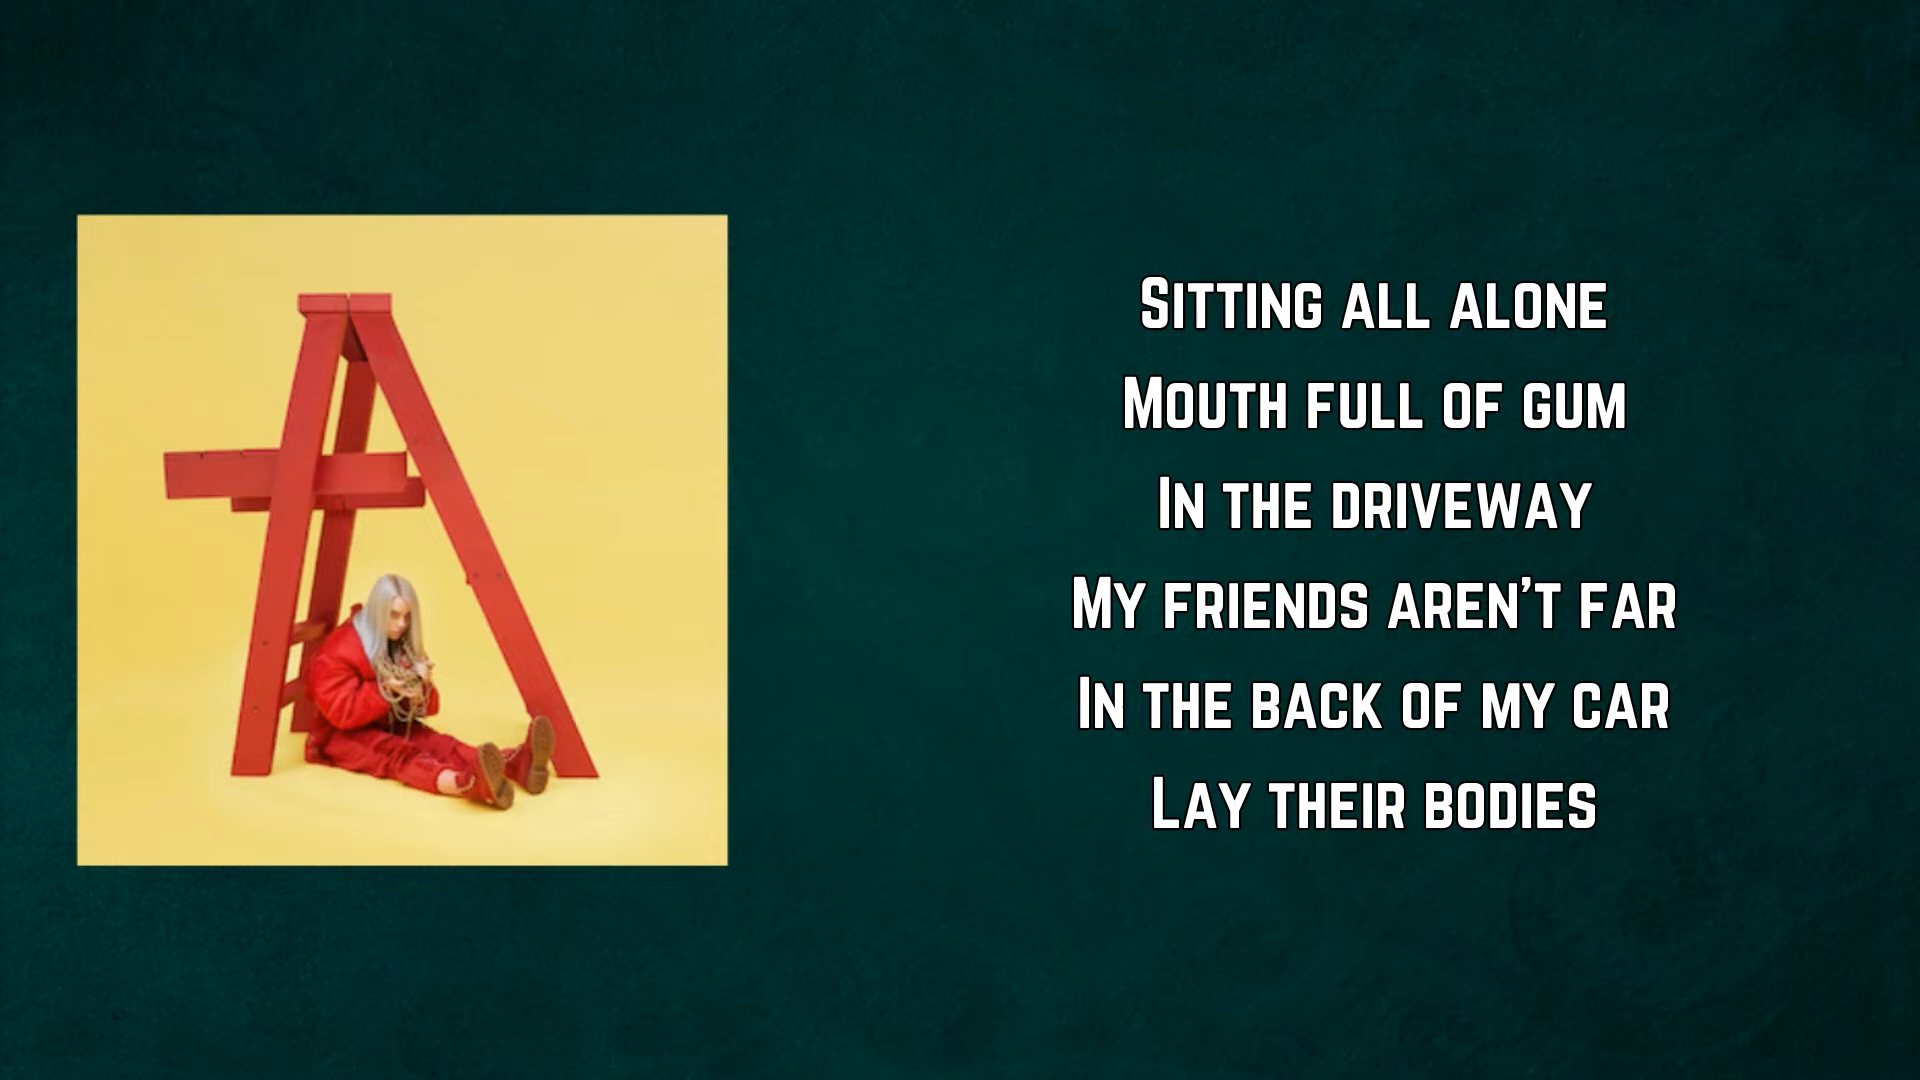 Sitting all alone
Mouth full of gum
In the driveway
My friends aren't far
In the back of my car
Lay their bodies